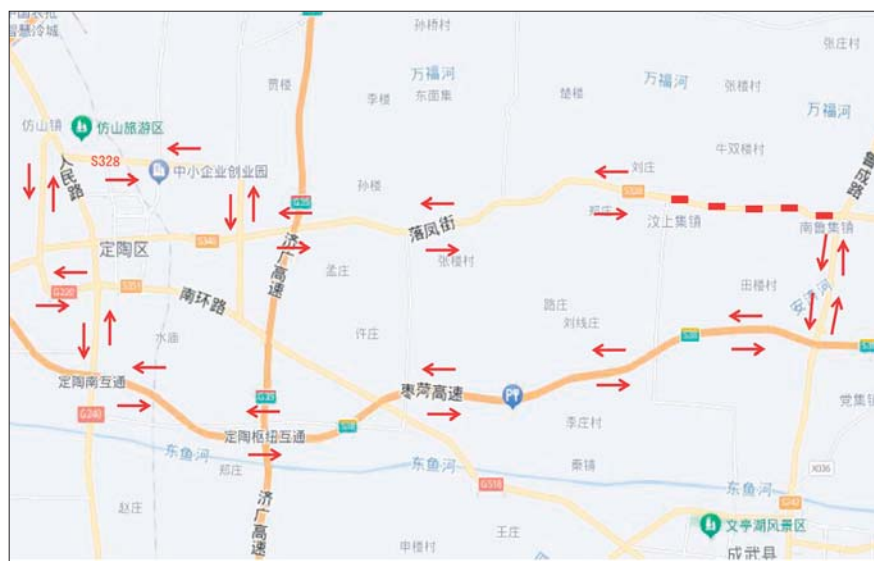 智慧冷城
孙桥村
张庄村
万福河
贾楼
李楼
东面集
楚楼
万福河
张楼村
万福河
仿山镇
仿山旅游区
人民路
S328
中小企业创业园
牛双楼村
鲁成路
刘庄
孙楼
G35
郑庄
汶上集镇
南鲁集镇
落凤街
定陶区
S346
济广高速
孟庄
张楼村
田楼村
安济河
G220
S351
南环路
路庄
刘线庄
许庄
水庙
定陶南互通
枣菏高速
G35
G240
定陶枢纽互通
S38
李庄村
党集镇
东鱼河
郑庄
东鱼河
秦镇
X036
东鱼河
G518
赵庄
济广高速
王庄
申楼村
文亭湖风景区
成武县